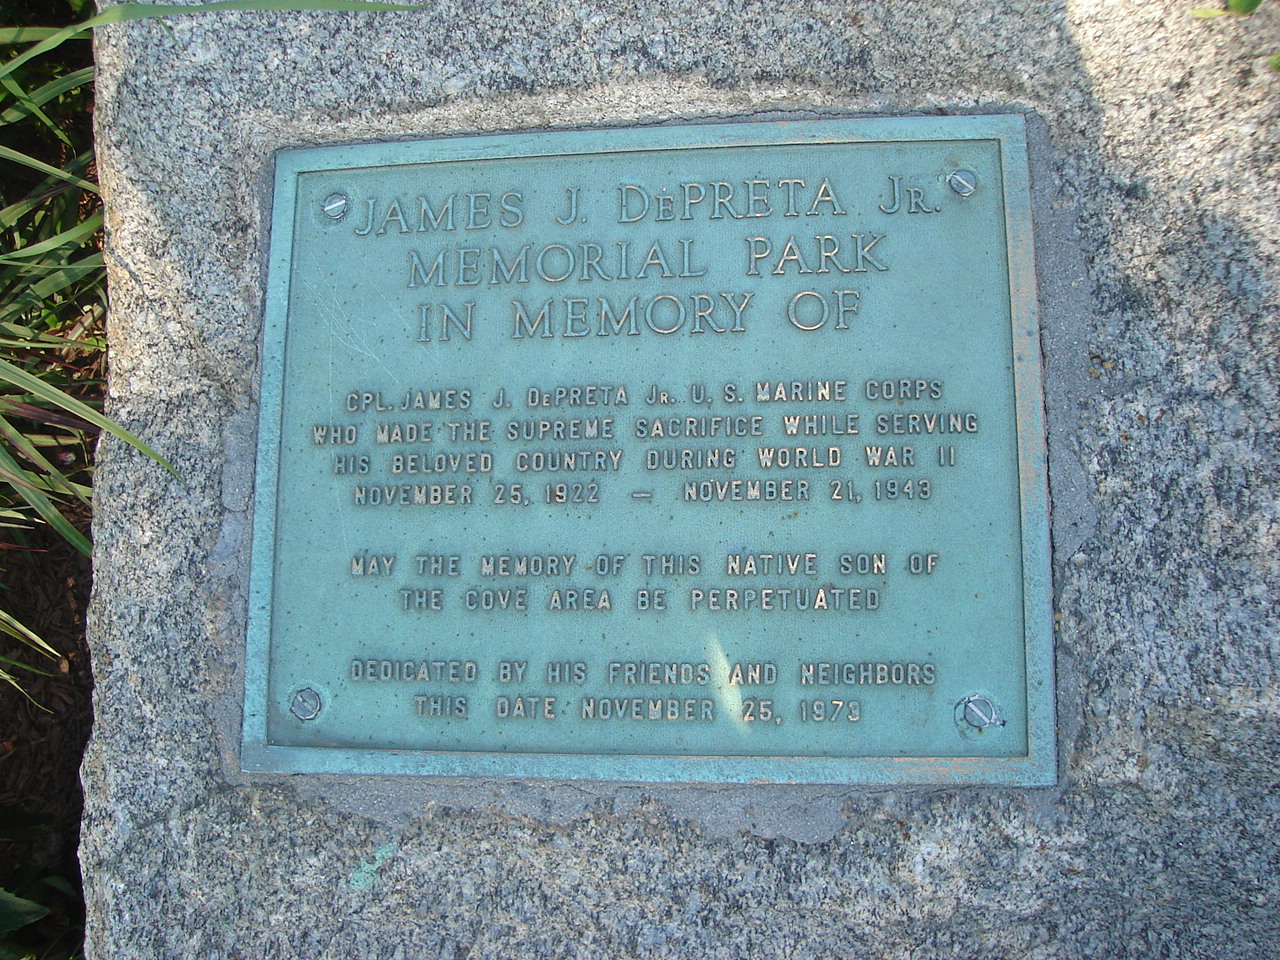 JAMES J. DePRETA JR.
MEMORIAL PARK
IN MEMORY OF
CPL. JAMES J. DePRETA JR. U. S. MARINE CORPS
WHO MADE THE SUPREME SACRIFICE WHILE SERVING
HIS BELOVED COUNTRY DURING WORLD WAR II
NOVEMBER 25, 1922 — NOVEMBER 21, 1943
MAY THE MEMORY OF THIS NATIVE SON OF
THE COVE AREA BE PERPETUATED
DEDICATED BY HIS FRIENDS AND NEIGHBORS
THIS DATE NOVEMBER 25, 1973